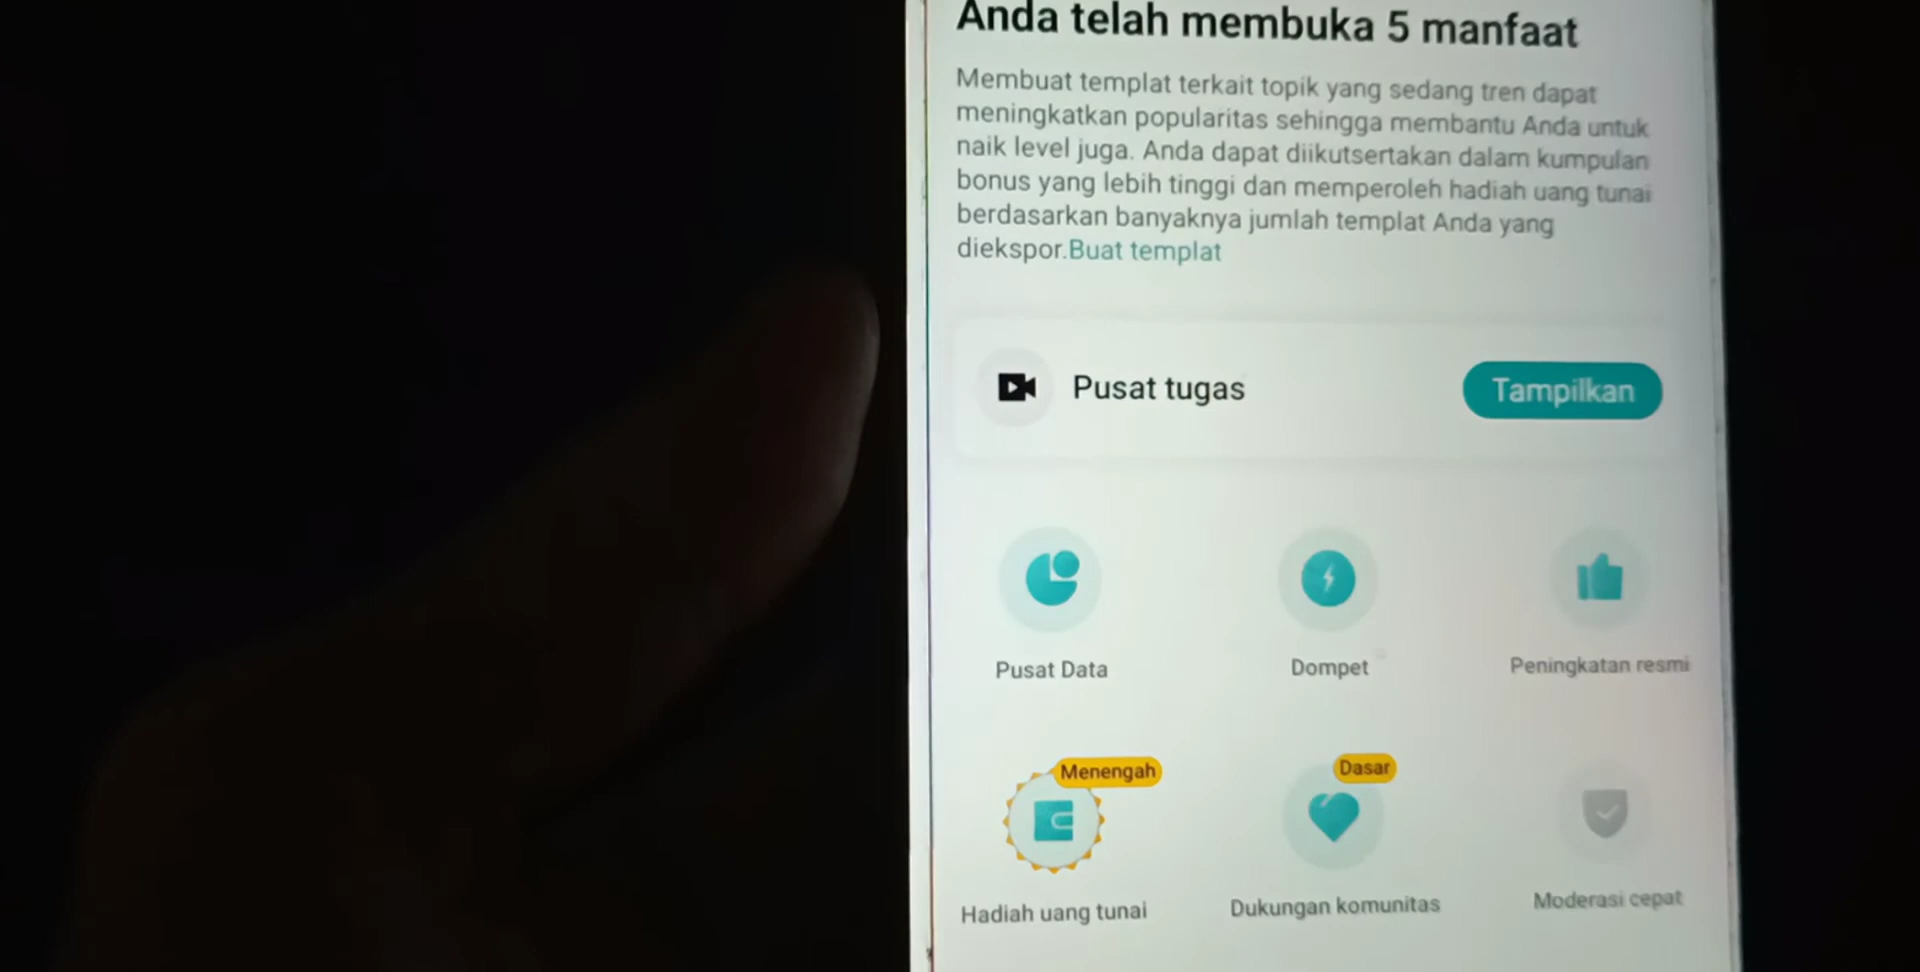 Anda telah membuka 5 manfaat
Membuat templat terkait topik yang sedang tren dapat
meningkatkan popularitas sehingga membantu Anda untuk
naik level juga. Anda dapat diikutsertakan dalam kumpulan
bonus yang lebih tinggi dan memperoleh hadiah uang tunai
berdasarkan banyaknya jumlah templat Anda yang
diekspor.Buat templat
Pusat tugas
Tampilkan
Pusat Data
Dompet
Peningkatan resmi
Menengah
Dasar
Hadiah uang tunai
Dukungan komunitas
Moderasi cepat